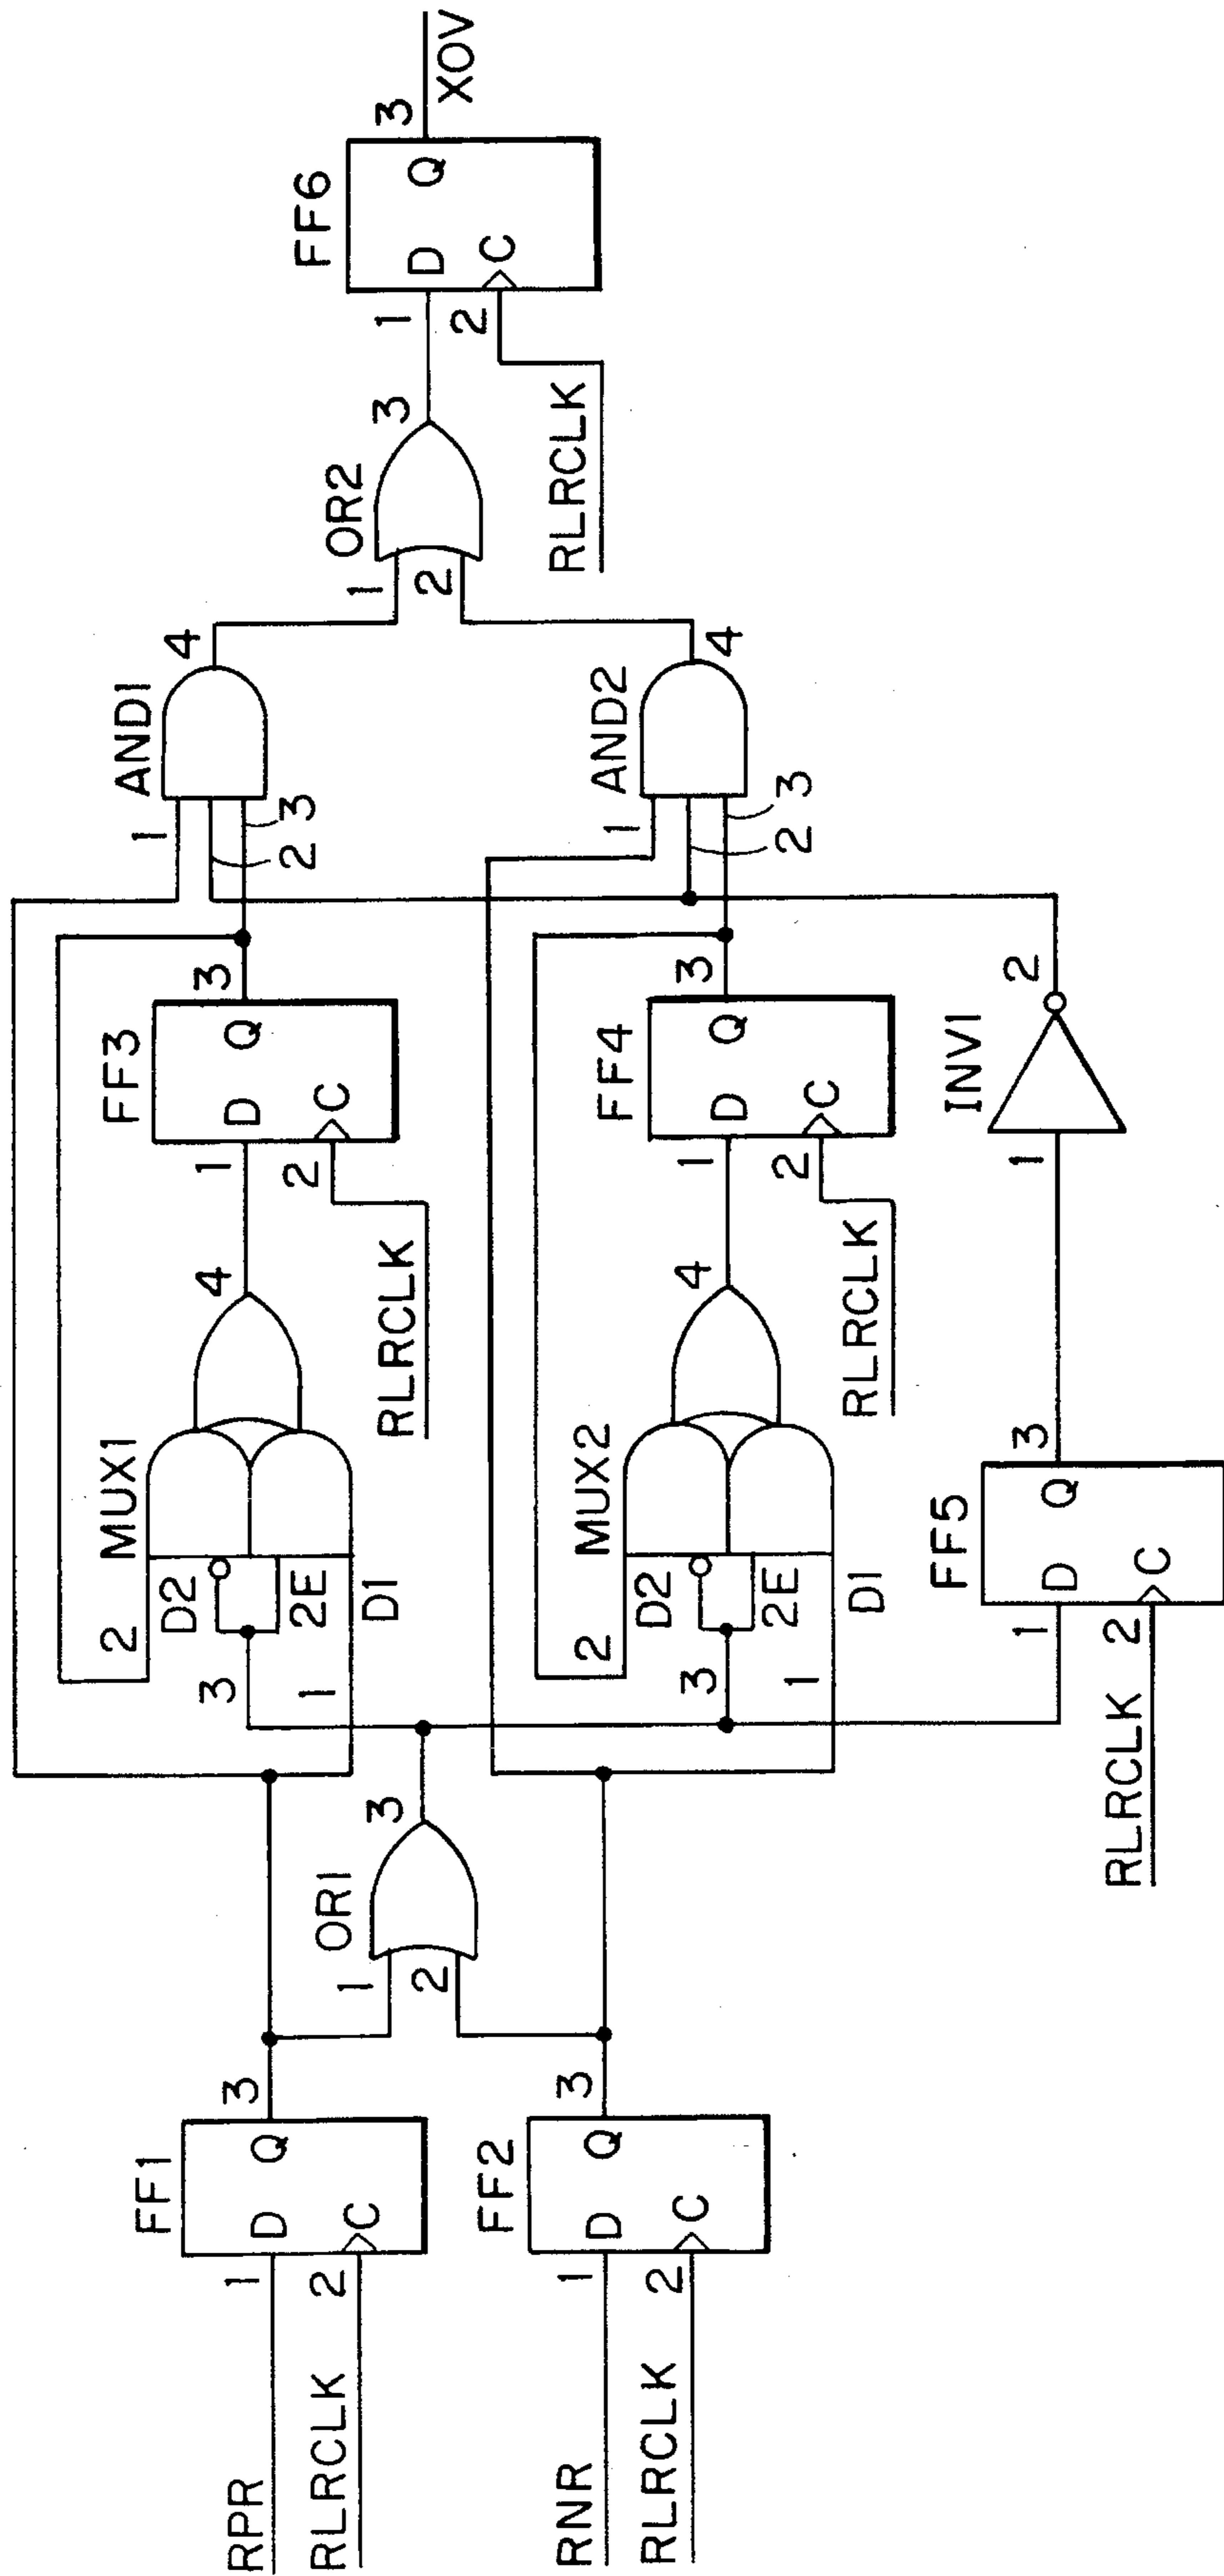 RPR
1
D
Q
3
FF1
RLRCLK
2
C
RNR
1
D
Q
3
FF2
RLRCLK
2
C
OR1
1
2
3
MUX1
2
D2
3
2E
1
D1
4
FF3
1
D
Q
3
2
C
RLRCLK
AND1
1
2
3
4
MUX2
2
D2
3
2E
1
D1
4
FF4
1
D
Q
3
2
C
RLRCLK
AND2
1
2
3
4
FF5
1
D
Q
3
2
C
RLRCLK
INV1
1
2
OR2
1
2
3
FF6
1
D
Q
3
2
C
RLRCLK
XOV